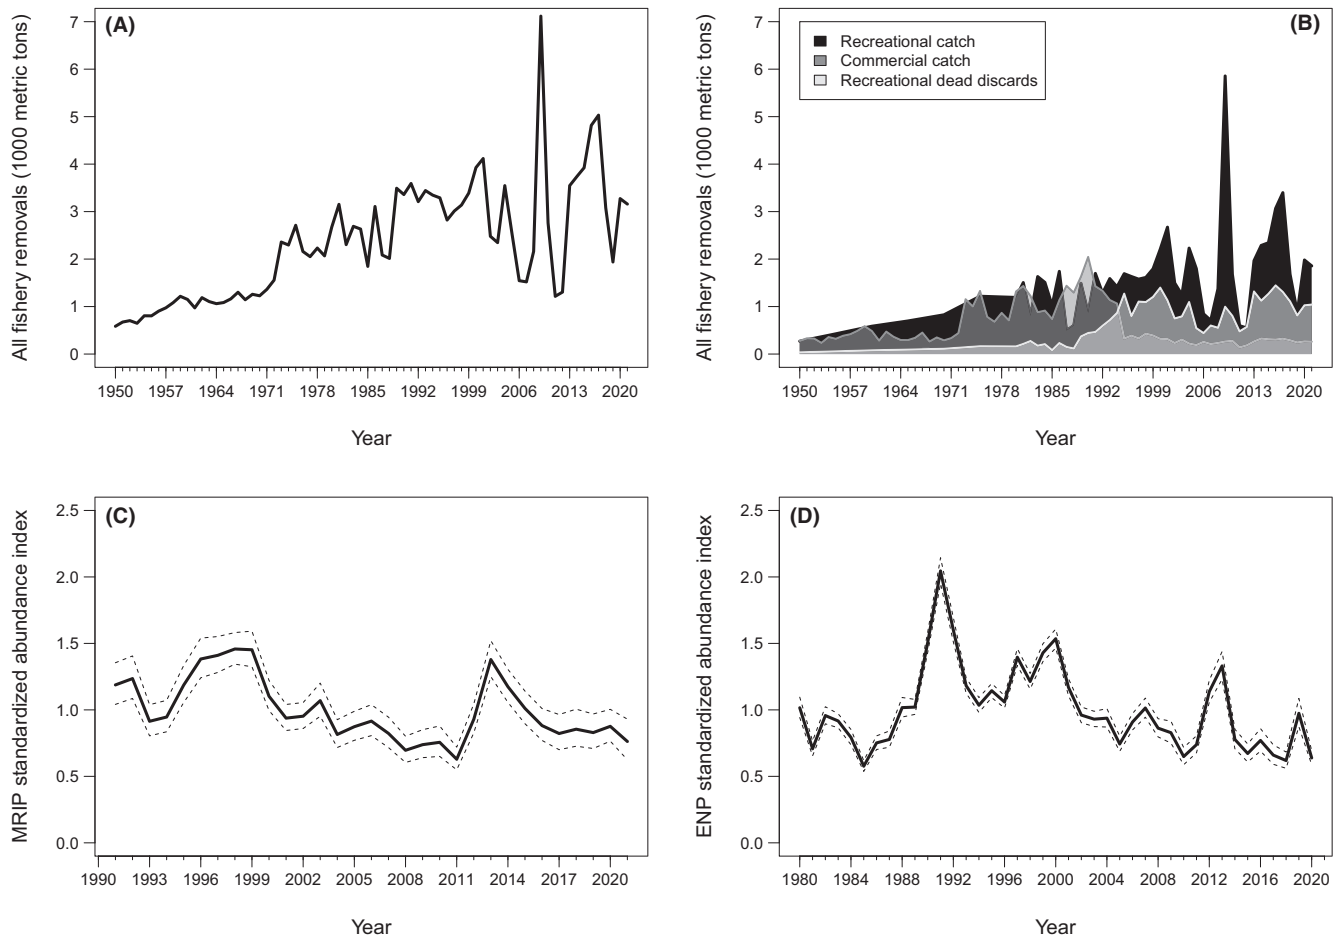 (A)
All fishery removals (1000 metric tons)
7
6
5
4
3
2
1
0
1950 1957 1964 1971 1978 1985 1992 1999 2006 2013 2020
Year
(B)
Recreational catch
Commercial catch
Recreational dead discards
All fishery removals (1000 metric tons)
7
6
5
4
3
2
1
0
1950 1957 1964 1971 1978 1985 1992 1999 2006 2013 2020
Year
(C)
MRIP standardized abundance index
2.5
2.0
1.5
1.0
0.5
0.0
1990 1993 1996 1999 2002 2005 2008 2011 2014 2017 2020
Year
(D)
ENP standardized abundance index
2.5
2.0
1.5
1.0
0.5
0.0
1980 1984 1988 1992 1996 2000 2004 2008 2012 2016 2020
Year